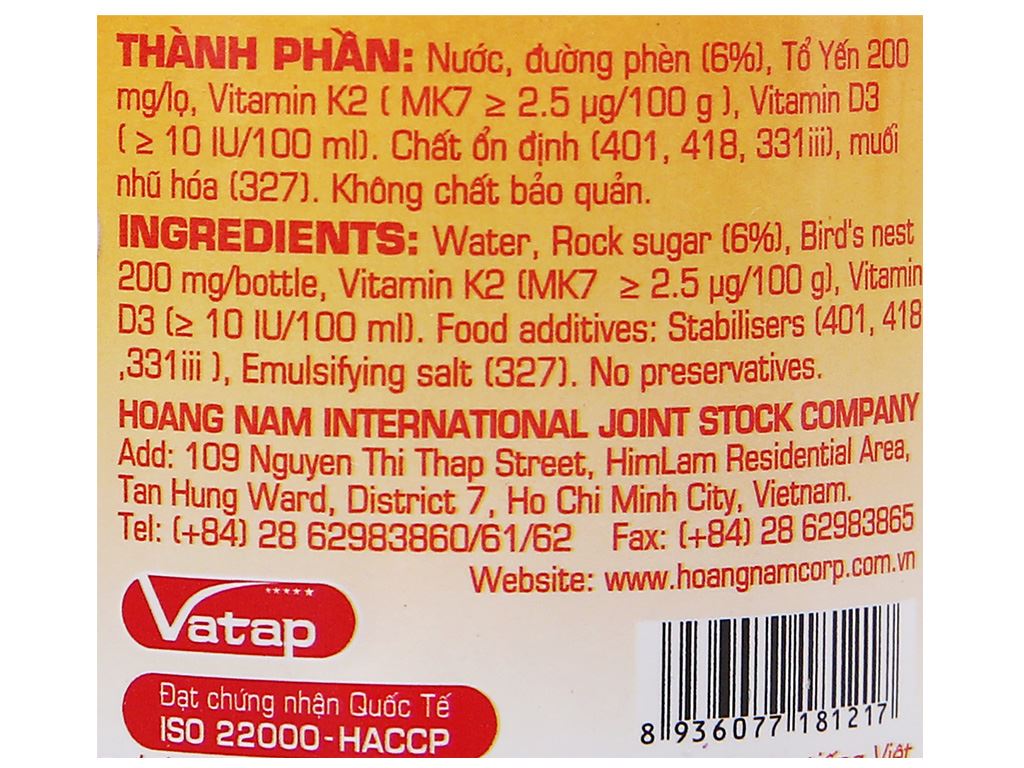 THÀNH PHẦN: Nước, đường phèn (6%), Tổ Yến 200
mg/lọ, Vitamin K2 ( MK7 ≥ 2.5 µg/100 g ), Vitamin D3
( ≥ 10 IU/100 ml). Chất ổn định (401, 418, 331iii), muối
nhũ hóa (327). Không chất bảo quản.
INGREDIENTS: Water, Rock sugar (6%), Bird's nest
200 mg/bottle, Vitamin K2 (MK7 ≥ 2.5 µg/100 g), Vitamin
D3 (≥ 10 IU/100 ml). Food additives: Stabilisers (401, 418
,331iii ), Emulsifying salt (327). No preservatives.
HOANG NAM INTERNATIONAL JOINT STOCK COMPANY
Add: 109 Nguyen Thi Thap Street, HimLam Residential Area,
Tan Hung Ward, District 7, Ho Chi Minh City, Vietnam.
Tel: (+84) 28 62983860/61/62 Fax: (+84) 28 62983865
Website: www.hoangnamcorp.com.vn
Vatap
Đạt chứng nhận Quốc Tế
ISO 22000-HACCP
8 936077 181217
tiếng Việt